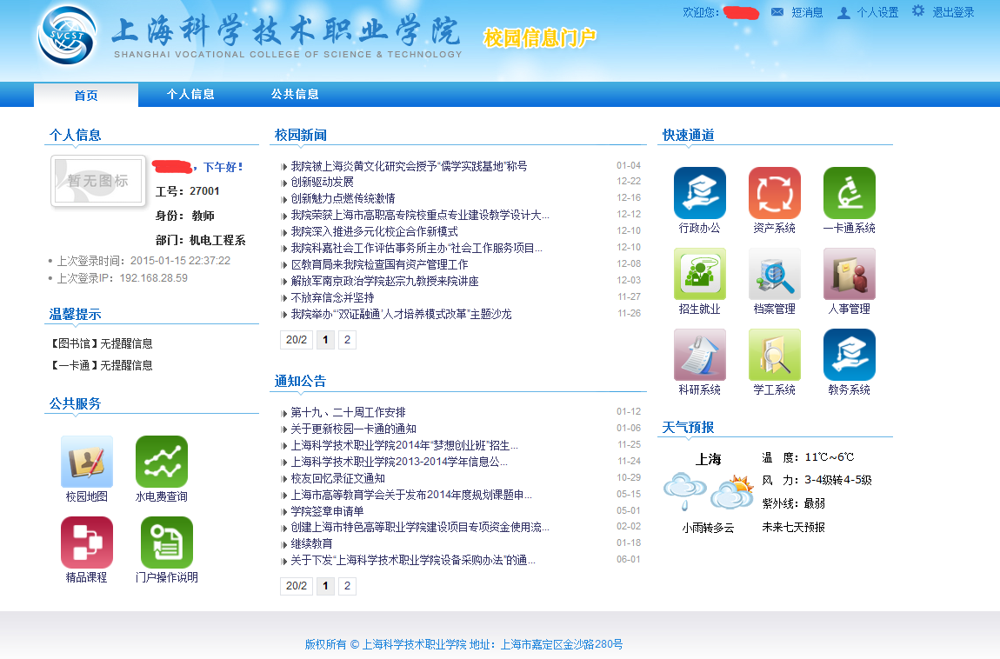 欢迎您: 短消息 个人设置 退出登录
SVCST
上海科学技术职业学院
SHANGHAI VOCATIONAL COLLEGE OF SCIENCE & TECHNOLOGY
校园信息门户
首页 个人信息 公共信息
个人信息
暂无图标
，下午好！
工号：27001
身份： 教师
部门：机电工程系
上次登录时间：2015-01-15 22:37:22
上次登录IP：192.168.28.59
温馨提示
【图书馆】无提醒信息
【一卡通】无提醒信息
公共服务
校园地图 水电费查询
精品课程 门户操作说明
校园新闻
我院被上海炎黄文化研究会授予“儒学实践基地”称号 01-04
创新驱动发展 12-22
创新魅力点燃传统激情 12-16
我院荣获上海市高职高专院校重点专业建设教学设计大... 12-12
我院深入推进多元化校企合作新模式 12-10
我院科嘉社会工作评估事务所主办“社会工作服务项目... 12-10
区教育局来我院检查国有资产管理工作 12-08
解放军南京政治学院赵宗九教授来院讲座 12-03
不放弃信念并坚持 11-27
我院举办“‘双证融通’人才培养模式改革”主题沙龙 11-26
20/2 1 2
通知公告
第十九、二十周工作安排 01-12
关于更新校园一卡通的通知 01-06
上海科学技术职业学院2014年“梦想创业班”招生... 11-25
上海科学技术职业学院2013-2014学年信息公... 11-24
校友回忆录征文通知 10-29
上海市高等教育学会关于发布2014年度规划课题申... 05-15
学院签章申请单 05-01
创建上海市特色高等职业学院建设项目专项资金使用流... 02-02
继续教育 01-18
关于下发“上海科学技术职业学院设备采购办法”的通... 06-01
20/2 1 2
快速通道
行政办公 资产系统 一卡通系统
招生就业 档案管理 人事管理
科研系统 学工系统 教务系统
天气预报
上海
小雨转多云
温 度：11℃~6℃
风 力：3-4级转4-5级
紫外线：最弱
未来七天预报
版权所有 © 上海科学技术职业学院 地址：上海市嘉定区金沙路280号